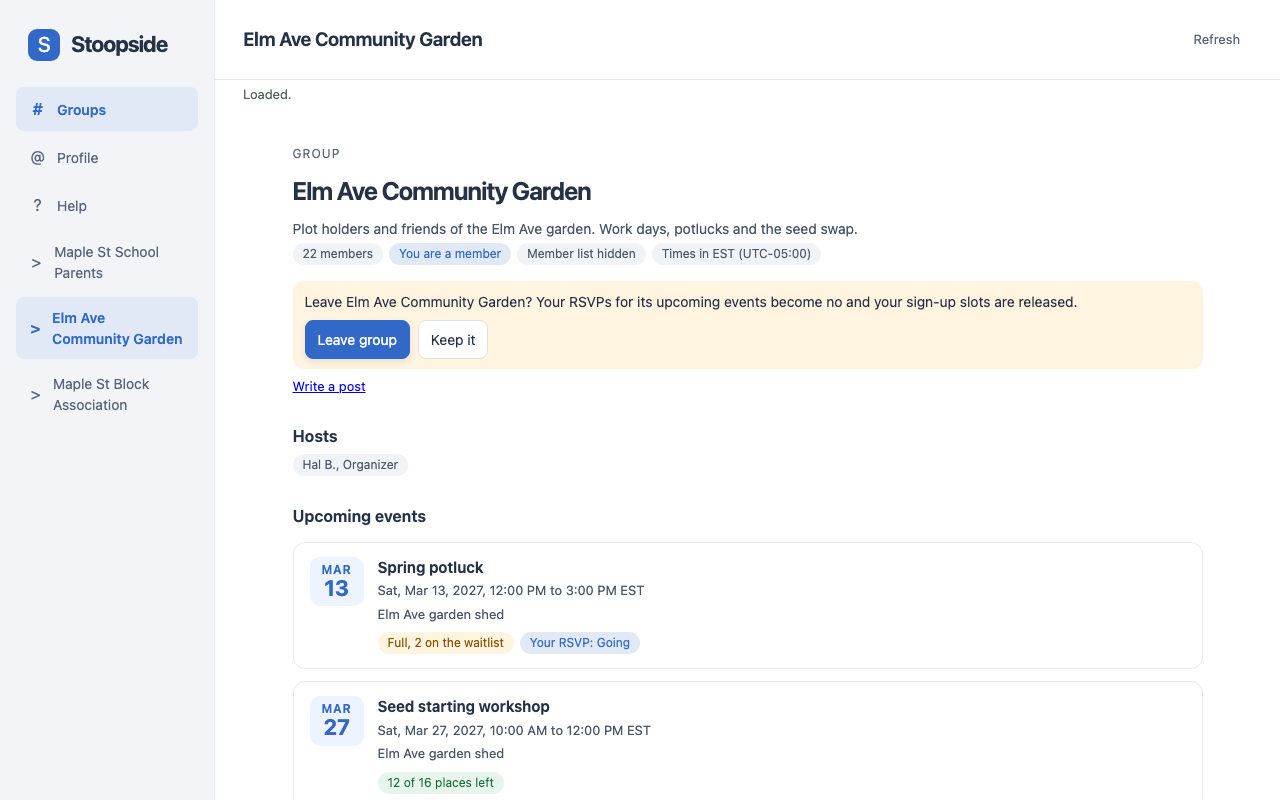 S Stoopside
# Groups
@ Profile
? Help
> Maple St School
Parents
> Elm Ave
Community Garden
> Maple St Block
Association
Elm Ave Community Garden
Refresh
Loaded.
GROUP
Elm Ave Community Garden
Plot holders and friends of the Elm Ave garden. Work days, potlucks and the seed swap.
22 members You are a member Member list hidden Times in EST (UTC-05:00)
Leave Elm Ave Community Garden? Your RSVPs for its upcoming events become no and your sign-up slots are released.
Leave group Keep it
Write a post
Hosts
Hal B., Organizer
Upcoming events
MAR
13
Spring potluck
Sat, Mar 13, 2027, 12:00 PM to 3:00 PM EST
Elm Ave garden shed
Full, 2 on the waitlist Your RSVP: Going
MAR
27
Seed starting workshop
Sat, Mar 27, 2027, 10:00 AM to 12:00 PM EST
Elm Ave garden shed
12 of 16 places left